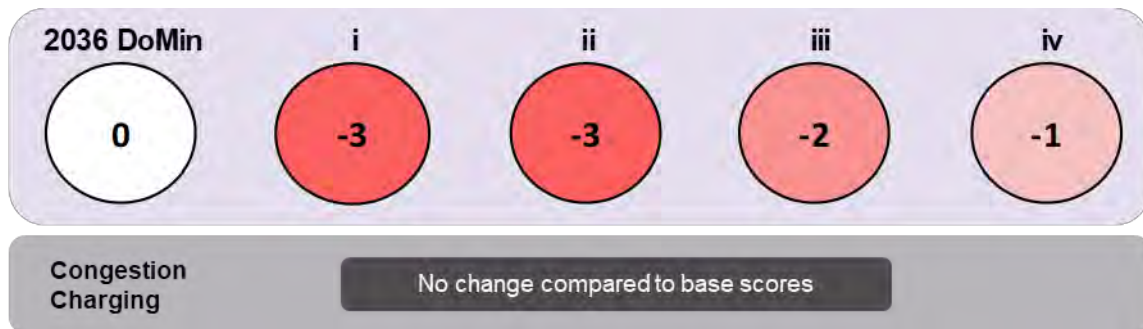 2036 DoMin i ii iii iv
0 -3 -3 -2 -1
Congestion
Charging
No change compared to base scores